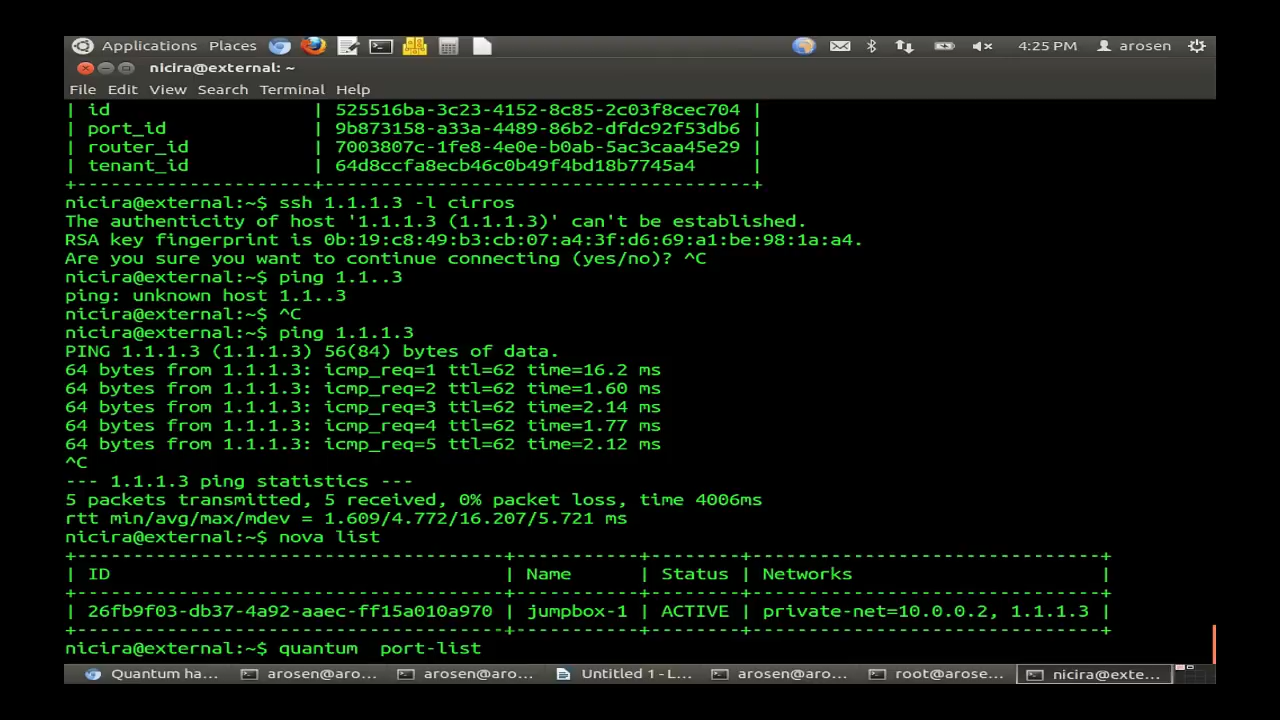 Applications Places 4:25 PM arosen
nicira@external: ~
File Edit View Search Terminal Help
| id | 525516ba-3c23-4152-8c85-2c03f8cec704 |
| port_id | 9b873158-a33a-4489-86b2-dfdc92f53db6 |
| router_id | 7003807c-1fe8-4e0e-b0ab-5ac3caa45e29 |
| tenant_id | 64d8ccfa8ecb46c0b49f4bd18b7745a4 |
+---------------------+--------------------------------------+
nicira@external:~$ ssh 1.1.1.3 -l cirros
The authenticity of host '1.1.1.3 (1.1.1.3)' can't be established.
RSA key fingerprint is 0b:19:c8:49:b3:cb:07:a4:3f:d6:69:a1:be:98:1a:a4.
Are you sure you want to continue connecting (yes/no)? ^C
nicira@external:~$ ping 1.1..3
ping: unknown host 1.1..3
nicira@external:~$ ^C
nicira@external:~$ ping 1.1.1.3
PING 1.1.1.3 (1.1.1.3) 56(84) bytes of data.
64 bytes from 1.1.1.3: icmp_req=1 ttl=62 time=16.2 ms
64 bytes from 1.1.1.3: icmp_req=2 ttl=62 time=1.60 ms
64 bytes from 1.1.1.3: icmp_req=3 ttl=62 time=2.14 ms
64 bytes from 1.1.1.3: icmp_req=4 ttl=62 time=1.77 ms
64 bytes from 1.1.1.3: icmp_req=5 ttl=62 time=2.12 ms
^C
--- 1.1.1.3 ping statistics ---
5 packets transmitted, 5 received, 0% packet loss, time 4006ms
rtt min/avg/max/mdev = 1.609/4.772/16.207/5.721 ms
nicira@external:~$ nova list
+--------------------------------------+-----------+--------+-------------------------------+
| ID | Name | Status | Networks |
+--------------------------------------+-----------+--------+-------------------------------+
| 26fb9f03-db37-4a92-aaec-ff15a010a970 | jumpbox-1 | ACTIVE | private-net=10.0.0.2, 1.1.1.3 |
+--------------------------------------+-----------+--------+-------------------------------+
nicira@external:~$ quantum  port-list
Quantum ha... arosen@aro... arosen@aro... Untitled 1 - L... arosen@aro... root@arose... nicira@exte...